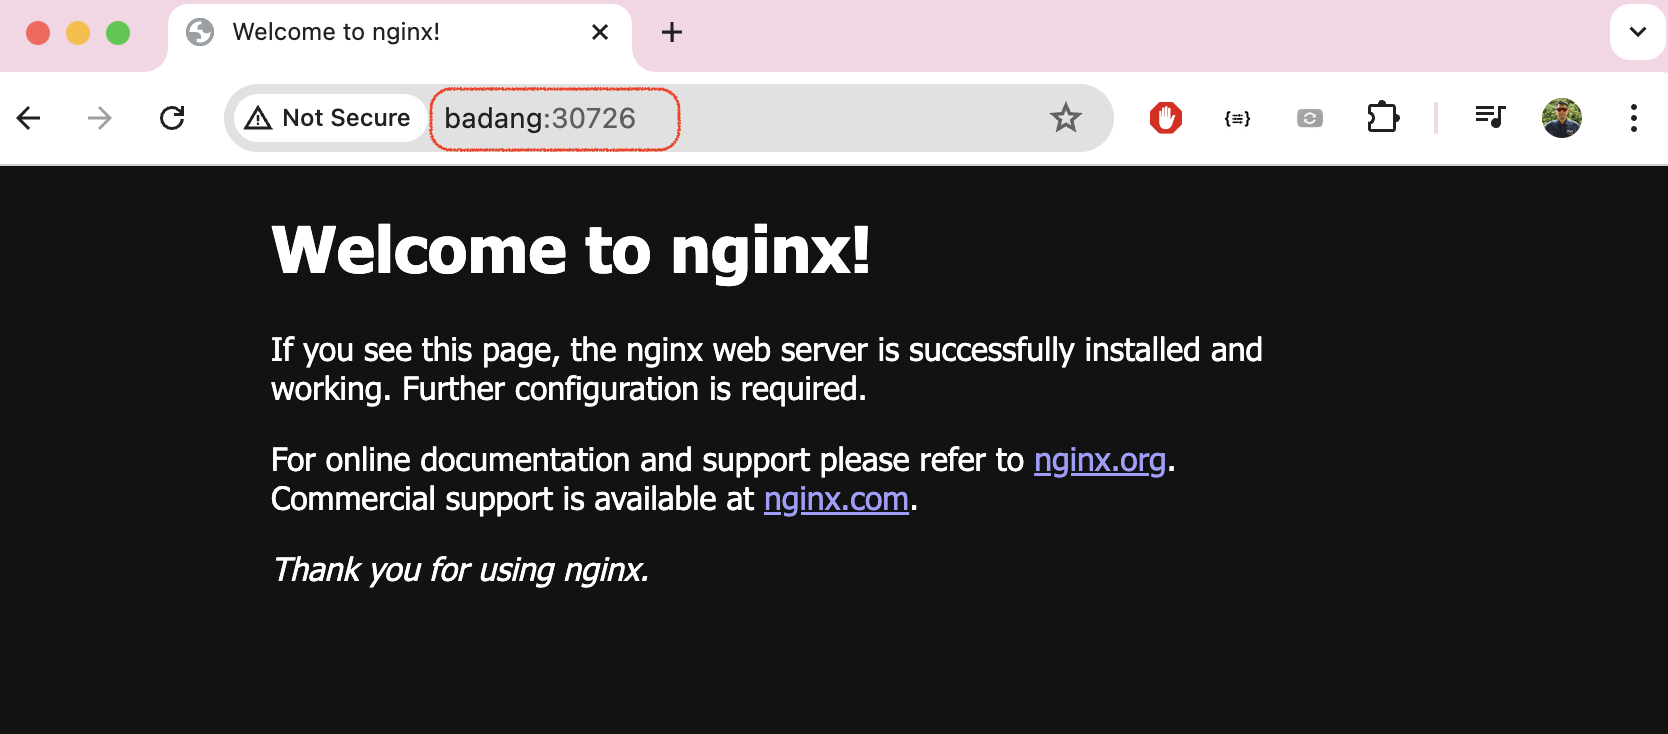 Welcome to nginx!
Not Secure badang:30726
Welcome to nginx!
If you see this page, the nginx web server is successfully installed and
working. Further configuration is required.
For online documentation and support please refer to nginx.org.
Commercial support is available at nginx.com.
Thank you for using nginx.